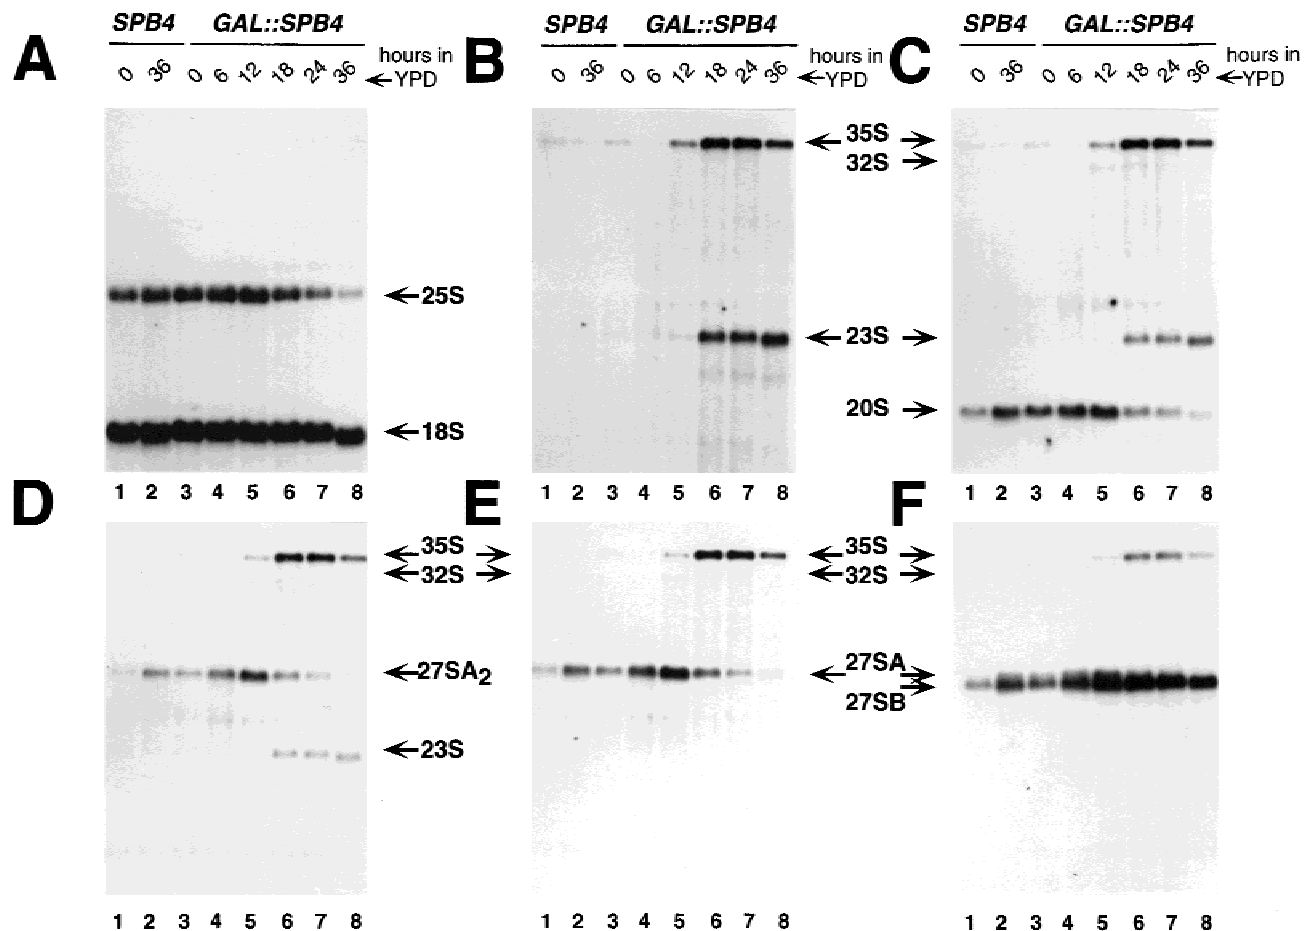 SPB4 GAL::SPB4 SPB4 GAL::SPB4 SPB4 GAL::SPB4
A hours in B hours in C hours in
0 36 0 6 12 18 24 36 ←YPD 0 36 0 6 12 18 24 36 ←YPD 0 36 0 6 12 18 24 36 ←YPD
← 35S →
32S →
← 25S
← 23S →
20S →
← 18S
1 2 3 4 5 6 7 8 1 2 3 4 5 6 7 8 1 2 3 4 5 6 7 8
D E F
← 35S → ← 35S →
← 32S → ← 32S →
← 27SA2 27SA
27SB
← 23S
1 2 3 4 5 6 7 8 1 2 3 4 5 6 7 8 1 2 3 4 5 6 7 8